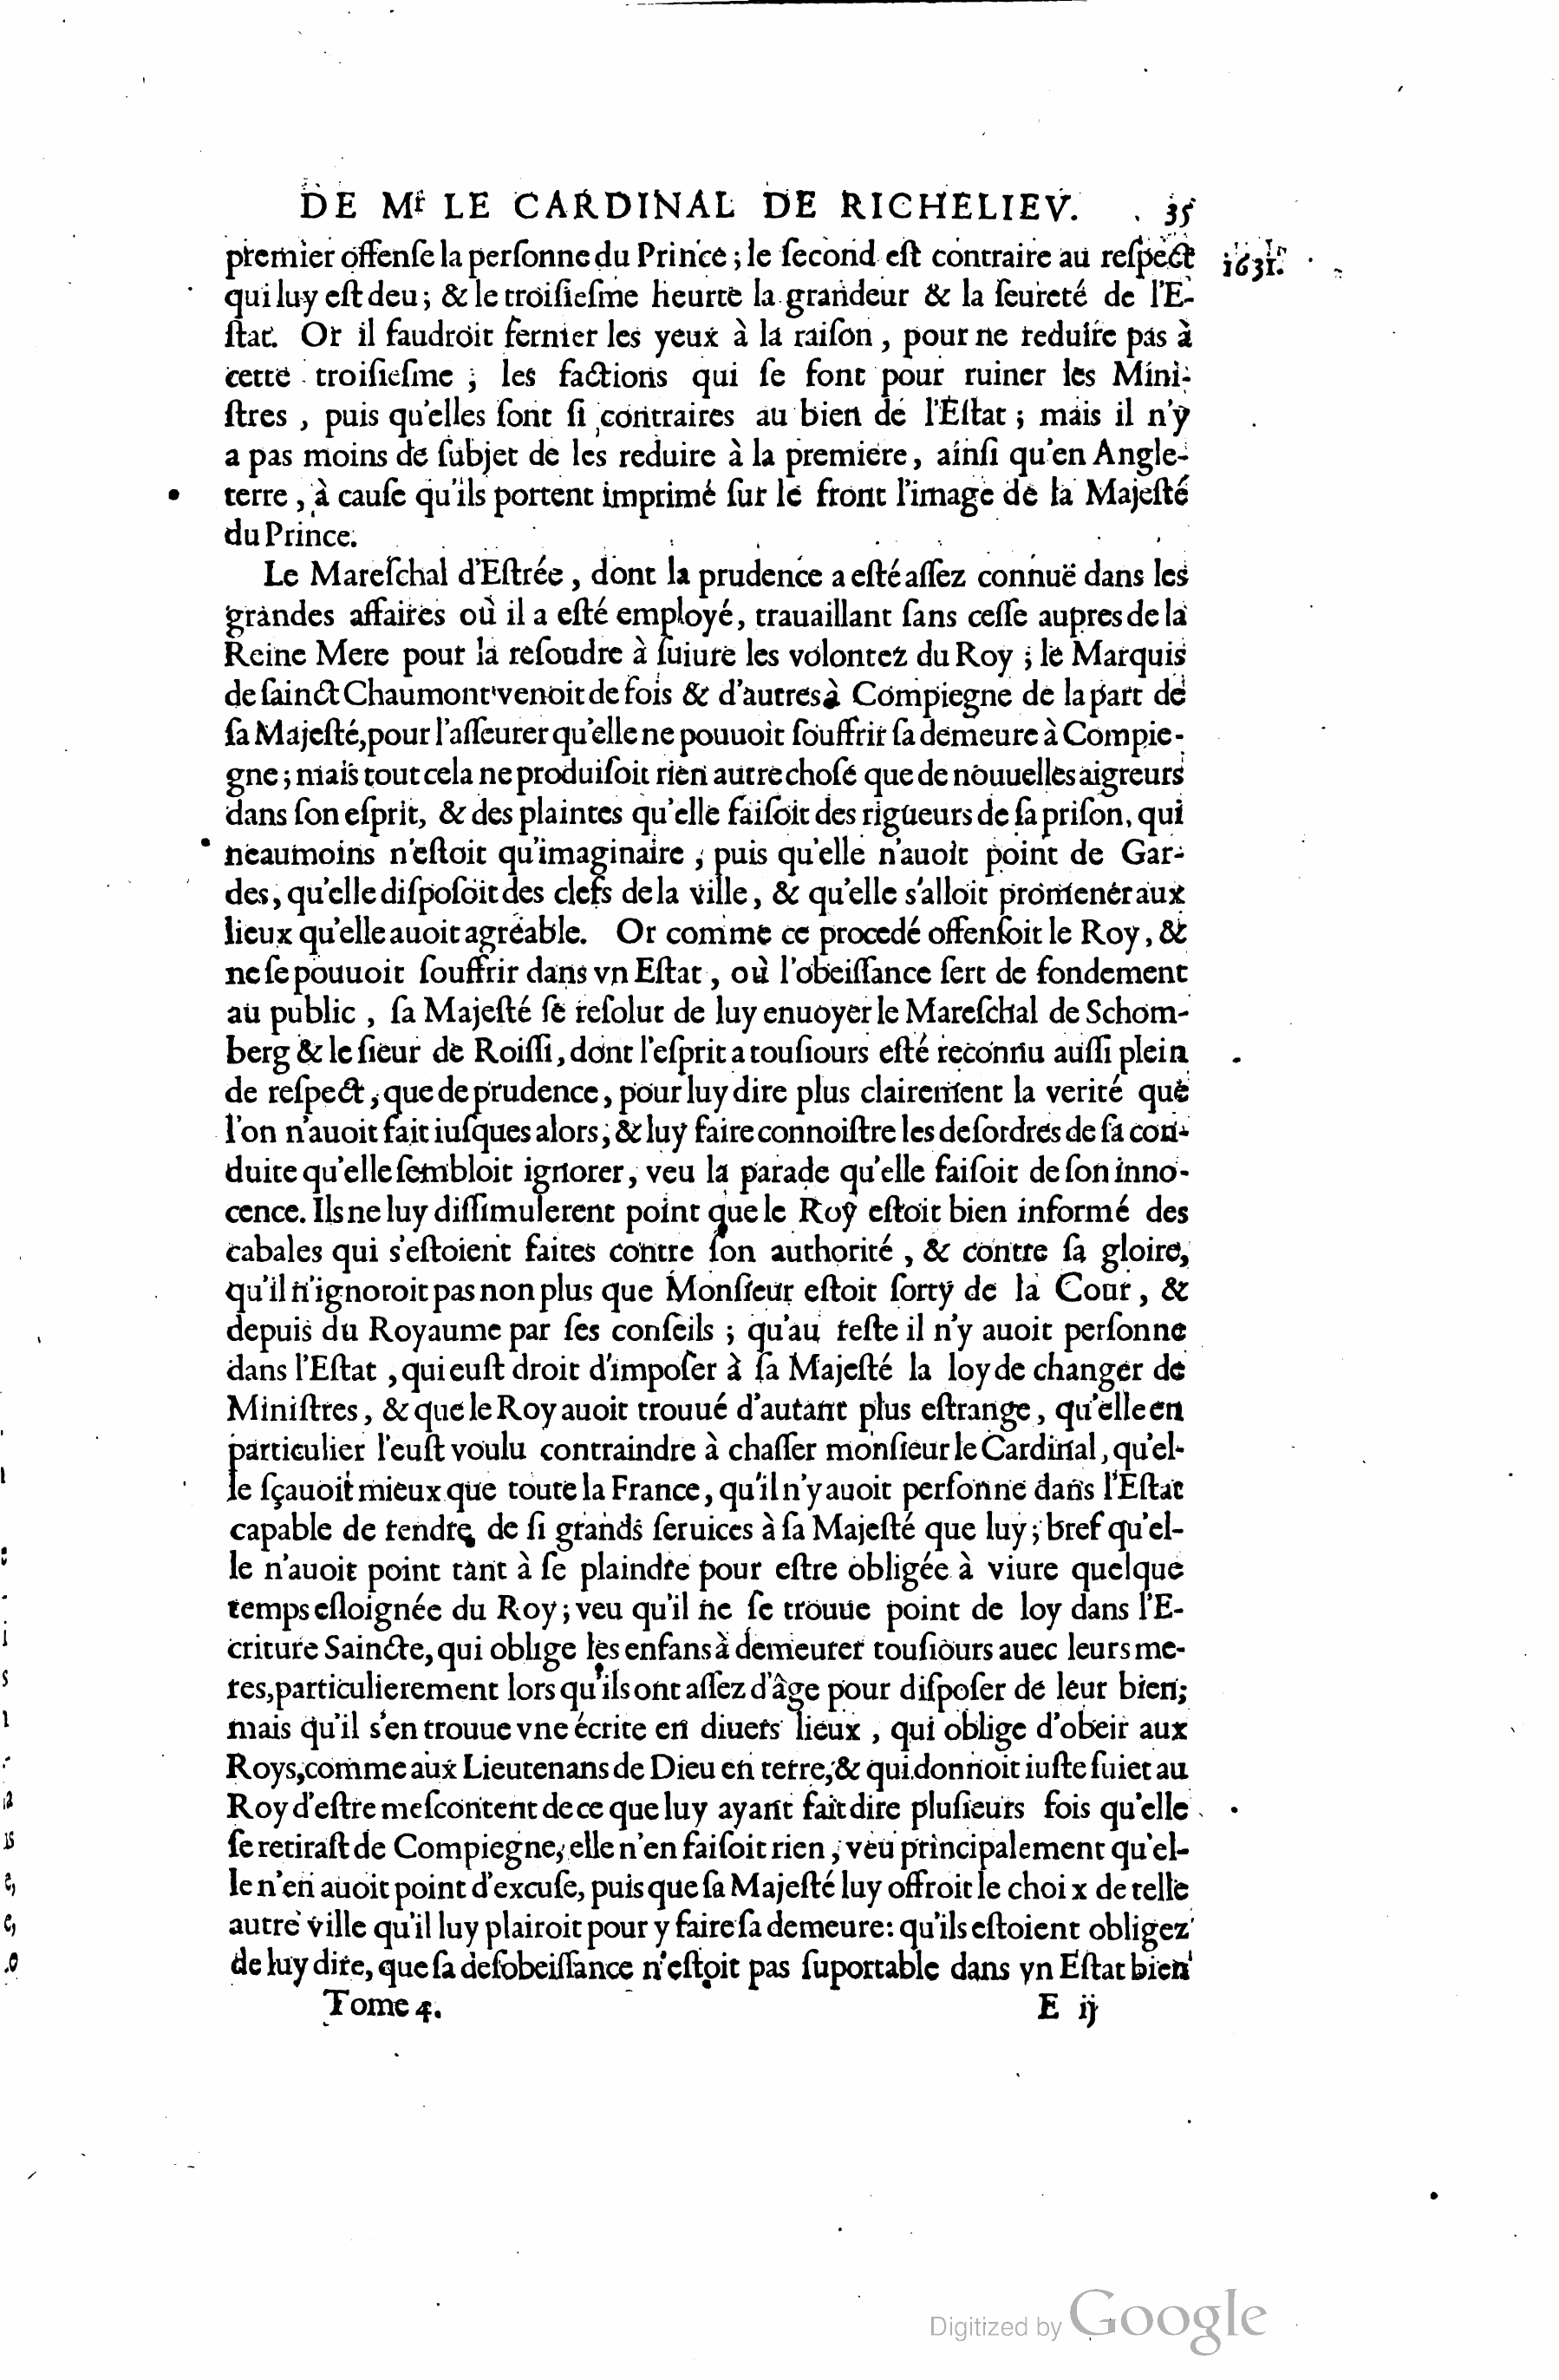 DE Mr LE CARDINAL DE RICHELIEV. 35
premier offenſe la perſonne du Prince ; le ſecond eſt contraire au reſpect 1631.
qui luy eſt deu ; & le troiſieſme heurte la grandeur & la ſeureté de l'E-
ſtat. Or il faudroit fermer les yeux à la raiſon, pour ne reduire pas à
cette troiſieſme ; les factions qui ſe font pour ruiner les Mini-
ſtres, puis qu'elles ſont ſi contraires au bien de l'Eſtat ; mais il n'y
a pas moins de ſubjet de les reduire à la premiere, ainſi qu'en Angle-
terre, à cauſe qu'ils portent imprimé ſur le front l'image de la Majeſté
du Prince.
Le Mareſchal d'Eſtrée, dont la prudence a eſté aſſez connuë dans les
grandes affaires où il a eſté employé, trauaillant ſans ceſſe aupres de la
Reine Mere pour la reſoudre à ſuiure les volontez du Roy ; le Marquis
de ſainct Chaumont venoit de fois & d'autres à Compiegne de la part de
ſa Majeſté, pour l'aſſeurer qu'elle ne pouuoit ſouffrir ſa demeure à Compie-
gne ; mais tout cela ne produiſoit rien autre choſe que de nouuelles aigreurs
dans ſon eſprit, & des plaintes qu'elle faiſoit des rigueurs de ſa priſon, qui
neaumoins n'eſtoit qu'imaginaire ; puis qu'elle n'auoit point de Gar-
des, qu'elle diſpoſoit des clefs de la ville, & qu'elle s'alloit promener aux
lieux qu'elle auoit agréable. Or comme ce procedé offenſoit le Roy, &
ne ſe pouuoit ſouffrir dans vn Eſtat, où l'obeiſſance ſert de fondement
au public, ſa Majeſté ſe reſolut de luy enuoyer le Mareſchal de Schom-
berg & le ſieur de Roiſſi, dont l'eſprit a touſiours eſté reconnu auſſi plein
de reſpect, que de prudence, pour luy dire plus clairement la verité que
l'on n'auoit fait iuſques alors, & luy faire connoiſtre les deſordres de ſa con-
duite qu'elle ſembloit ignorer, veu la parade qu'elle faiſoit de ſon inno-
cence. Ils ne luy diſſimulerent point que le Roy eſtoit bien informé des
cabales qui s'eſtoient faites contre ſon authorité, & contre ſa gloire,
qu'il n'ignoroit pas non plus que Monſieur eſtoit ſorty de la Cour, &
depuis du Royaume par ſes conſeils ; qu'au reſte il n'y auoit perſonne
dans l'Eſtat, qui euſt droit d'impoſer à ſa Majeſté la loy de changer de
Miniſtres, & que le Roy auoit trouué d'autant plus eſtrange, qu'elle en
particulier l'euſt voulu contraindre à chaſſer monſieur le Cardinal, qu'el-
le ſçauoit mieux que toute la France, qu'il n'y auoit perſonne dans l'Eſtat
capable de rendre de ſi grands ſeruices à ſa Majeſté que luy ; bref qu'el-
le n'auoit point tant à ſe plaindre pour eſtre obligée à viure quelque
temps eſloignée du Roy ; veu qu'il ne ſe trouue point de loy dans l'E-
criture Saincte, qui oblige les enfans à demeurer touſiours auec leurs me-
res, particulierement lors qu'ils ont aſſez d'âge pour diſpoſer de leur bien;
mais qu'il s'en trouue vne écrite en diuers lieux, qui oblige d'obeir aux
Roys, comme aux Lieutenans de Dieu en terre, & qui donnoit iuſte ſuiet au
Roy d'eſtre meſcontent de ce que luy ayant fait dire pluſieurs fois qu'elle
ſe retiraſt de Compiegne, elle n'en faiſoit rien, veu principalement qu'el-
le n'en auoit point d'excuſe, puis que ſa Majeſté luy offroit le choix de telle
autre ville qu'il luy plairoit pour y faire ſa demeure: qu'ils eſtoient obligez
de luy dire, que ſa deſobeiſſance n'eſtoit pas ſuportable dans vn Eſtat bien
Tome 4. E ij
Digitized by Google